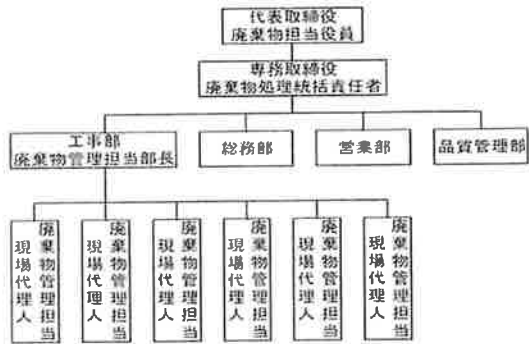 代表取締役
廃棄物担当役員
専務取締役
廃棄物処理統括責任者
工事部
廃棄物管理担当部長
総務部
営業部
品質管理部
廃棄物管理担当
現場代理人
廃棄物管理担当
現場代理人
廃棄物管理担当
現場代理人
廃棄物管理担当
現場代理人
廃棄物管理担当
現場代理人
廃棄物管理担当
現場代理人